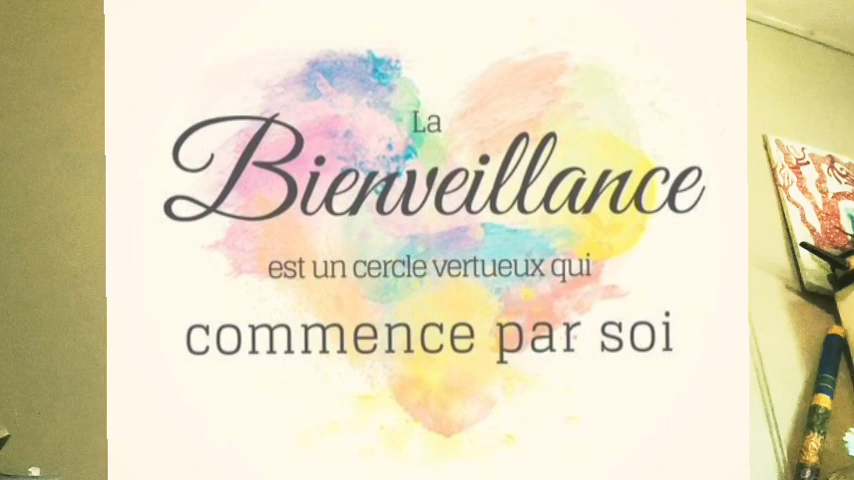 La
Bienveillance
est un cercle vertueux qui
commence par soi